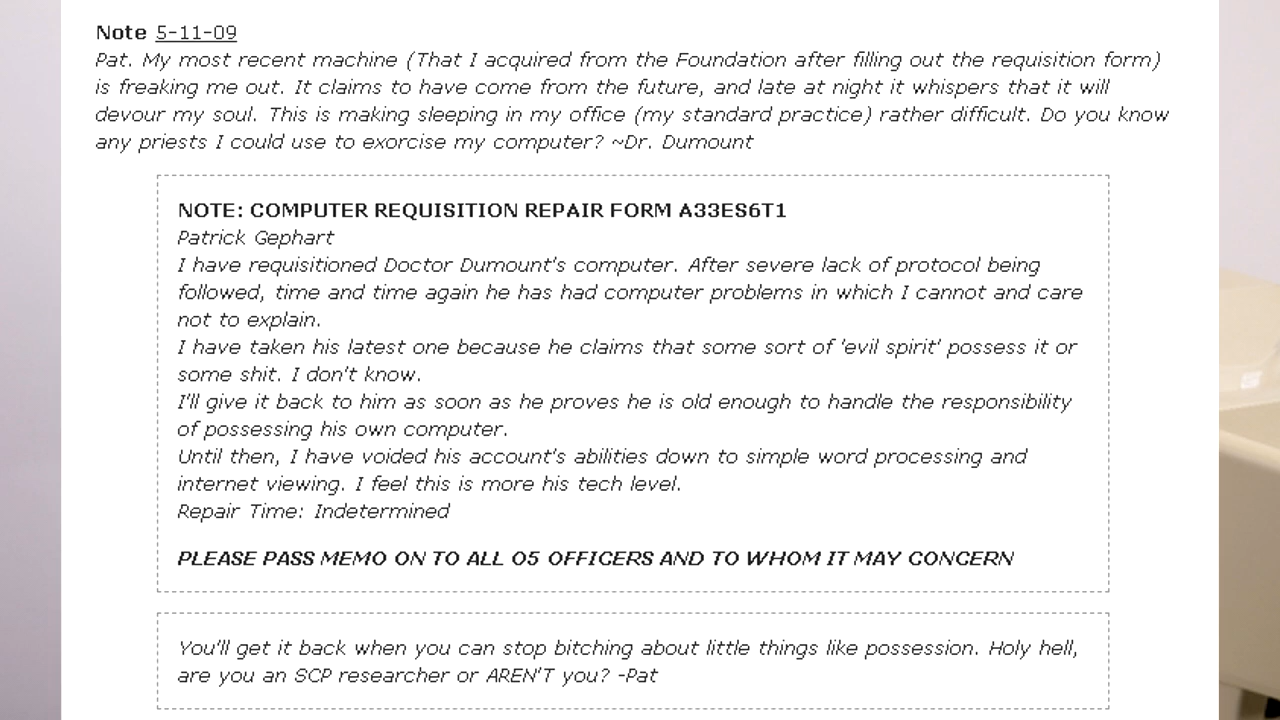 Note 5-11-09
Pat. My most recent machine (That I acquired from the Foundation after filling out the requisition form)
is freaking me out. It claims to have come from the future, and late at night it whispers that it will
devour my soul. This is making sleeping in my office (my standard practice) rather difficult. Do you know
any priests I could use to exorcise my computer? ~Dr. Dumount
NOTE: COMPUTER REQUISITION REPAIR FORM A33ES6T1
Patrick Gephart
I have requisitioned Doctor Dumount's computer. After severe lack of protocol being
followed, time and time again he has had computer problems in which I cannot and care
not to explain.
I have taken his latest one because he claims that some sort of 'evil spirit' possess it or
some shit. I don't know.
I'll give it back to him as soon as he proves he is old enough to handle the responsibility
of possessing his own computer.
Until then, I have voided his account's abilities down to simple word processing and
internet viewing. I feel this is more his tech level.
Repair Time: Indetermined
PLEASE PASS MEMO ON TO ALL O5 OFFICERS AND TO WHOM IT MAY CONCERN
You'll get it back when you can stop bitching about little things like possession. Holy hell,
are you an SCP researcher or AREN'T you? -Pat